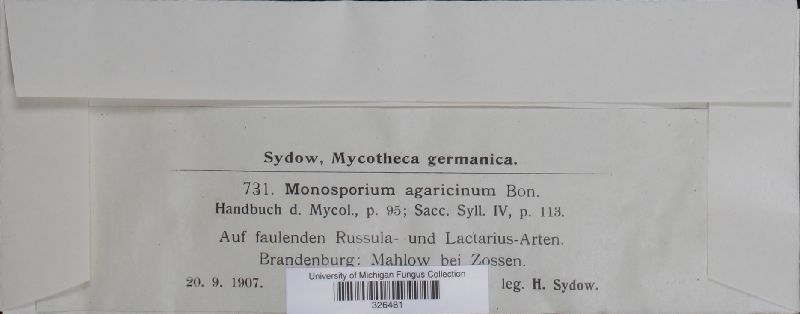 Sydow, Mycotheca germanica.
731. Monosporium agaricinum Bon.
Handbuch d. Mycol., p. 95; Sacc. Syll. IV, p. 113.
Auf faulenden Russula- und Lactarius-Arten.
Brandenburg: Mahlow bei Zossen.
20. 9. 1907. leg. H. Sydow.
University of Michigan Fungus Collection
326481